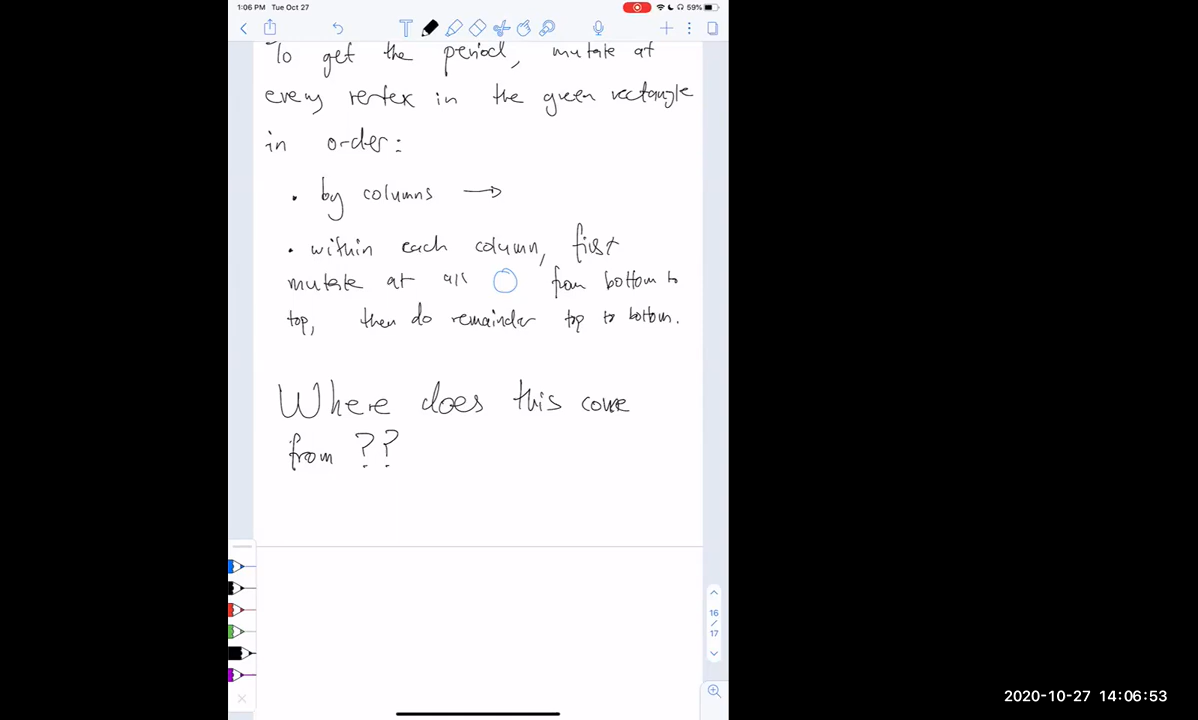 1:06 PM Tue Oct 27
59%
To get the period, mutate at
every vertex in the green rectangle
in order:
• by columns →
• within each column, first
mutate at all ○ from bottom to
top, then do remainder top to bottom.
Where does this come
from ??
16
/
17
2020-10-27 14:06:53